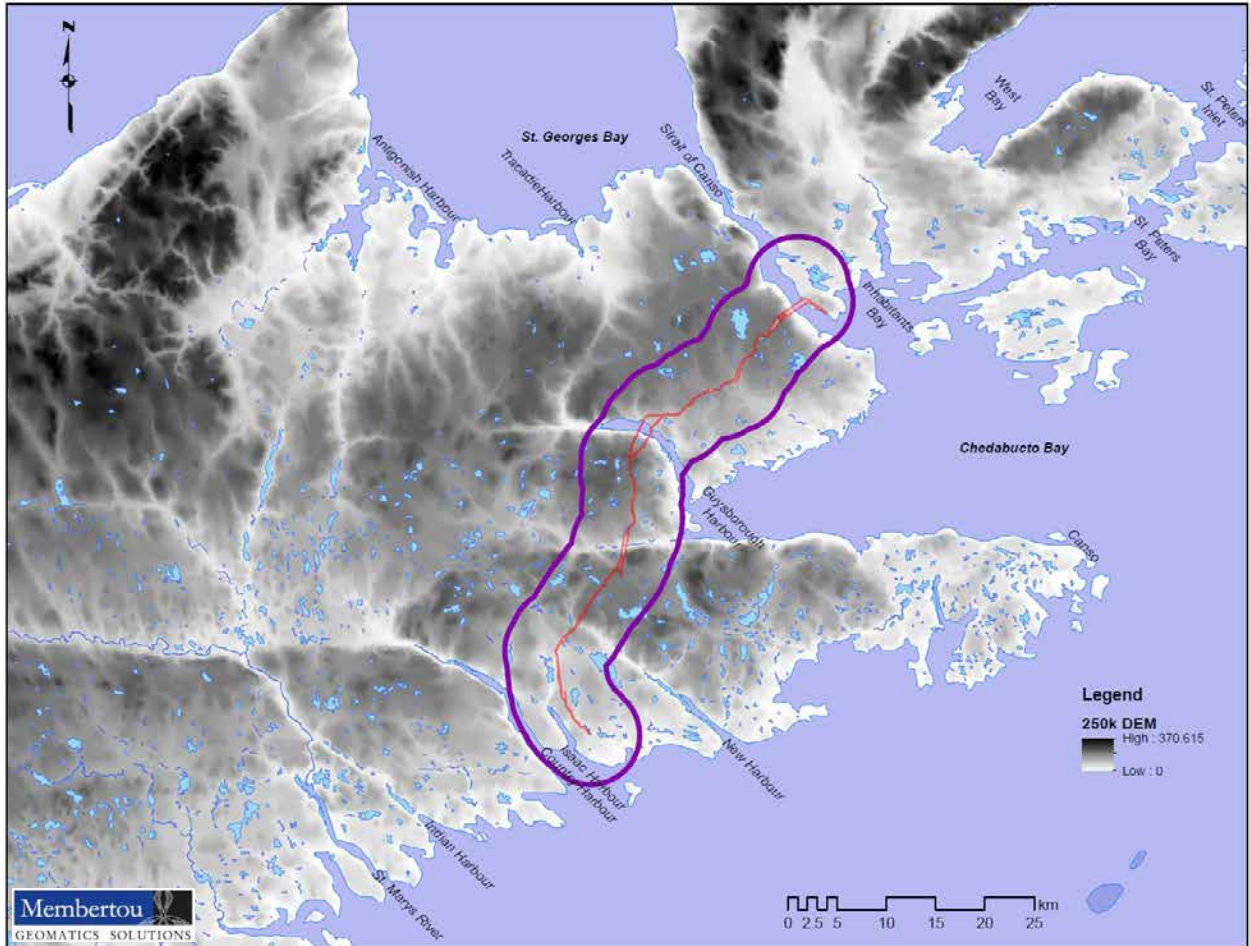 N
St. Georges Bay
Antigonish Harbour
TracadieHarbour
Strait of Canso
West
Bay
St. Peters
Inlet
St. Peters
Bay
Inhabitants
Bay
Chedabucto Bay
Guysborough
Harbour
Canso
New Harbour
Isaac Harbour
Country Harbour
Indian Harbour
St. Marys River
Legend
250k DEM
High : 370.615
Low : 0
km
0 2.5 5 10 15 20 25
Membertou
GEOMATICS SOLUTIONS